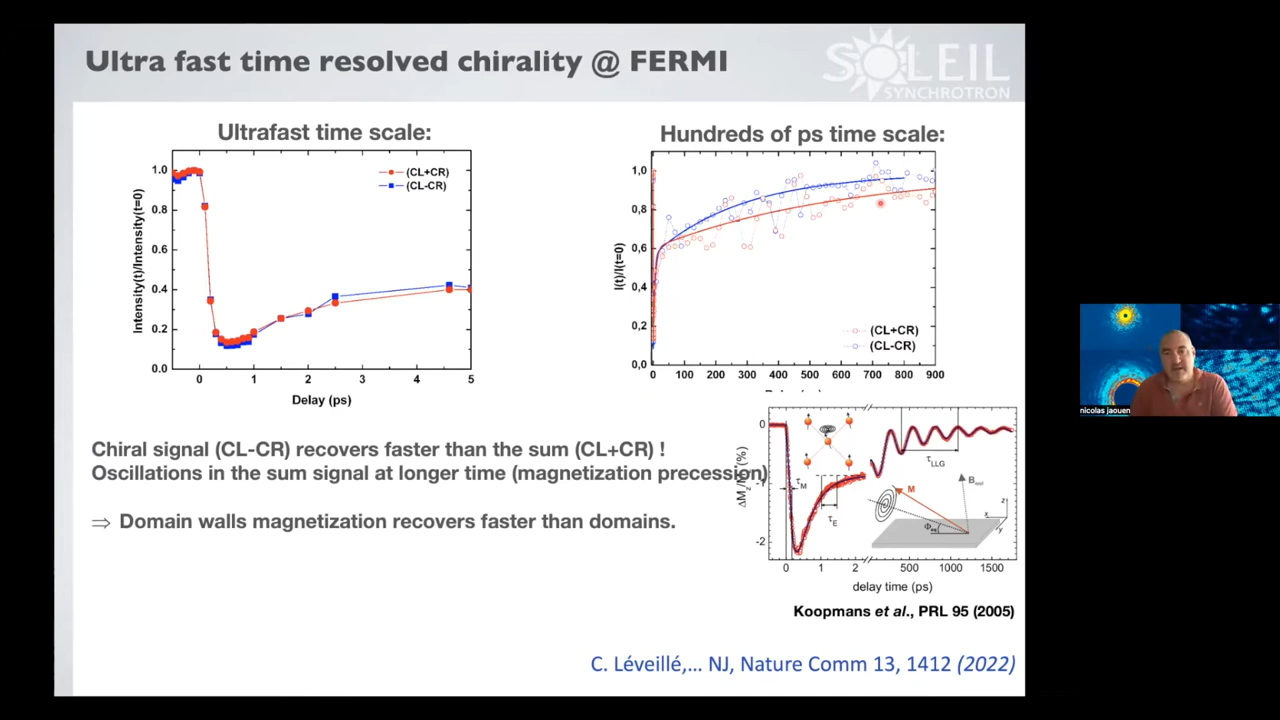 Ultra fast time resolved chirality @ FERMI
SOLEIL
SYNCHROTRON
Ultrafast time scale:
Intensity(t)/Intensity(t=0)
1.0
0.8
0.6
0.4
0.2
0.0
(CL+CR)
(CL-CR)
0 1 2 3 4 5
Delay (ps)
Hundreds of ps time scale:
I(t)/I(t=0)
1,0
0,8
0,6
0,4
0,2
0,0
(CL+CR)
(CL-CR)
0 100 200 300 400 500 600 700 800 900
Chiral signal (CL-CR) recovers faster than the sum (CL+CR) !
Oscillations in the sum signal at longer time (magnetization precession)
⇒ Domain walls magnetization recovers faster than domains.
0
-2
τM
τE
τLLG
M
x
z
y
0 1 2 500 1000 1500
delay time (ps)
Koopmans et al., PRL 95 (2005)
C. Léveillé,... NJ, Nature Comm 13, 1412 (2022)
nicolas jaouen